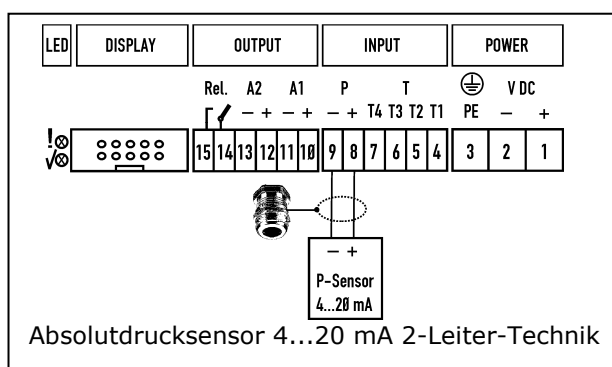 LED DISPLAY OUTPUT INPUT POWER
Rel. A2 A1 P T V DC
− + − + − + T4 T3 T2 T1 PE − +
!⊗
√⊗
15 14 13 12 11 10 9 8 7 6 5 4 3 2 1
− +
P-Sensor
4...20 mA
Absolutdrucksensor 4...20 mA 2-Leiter-Technik